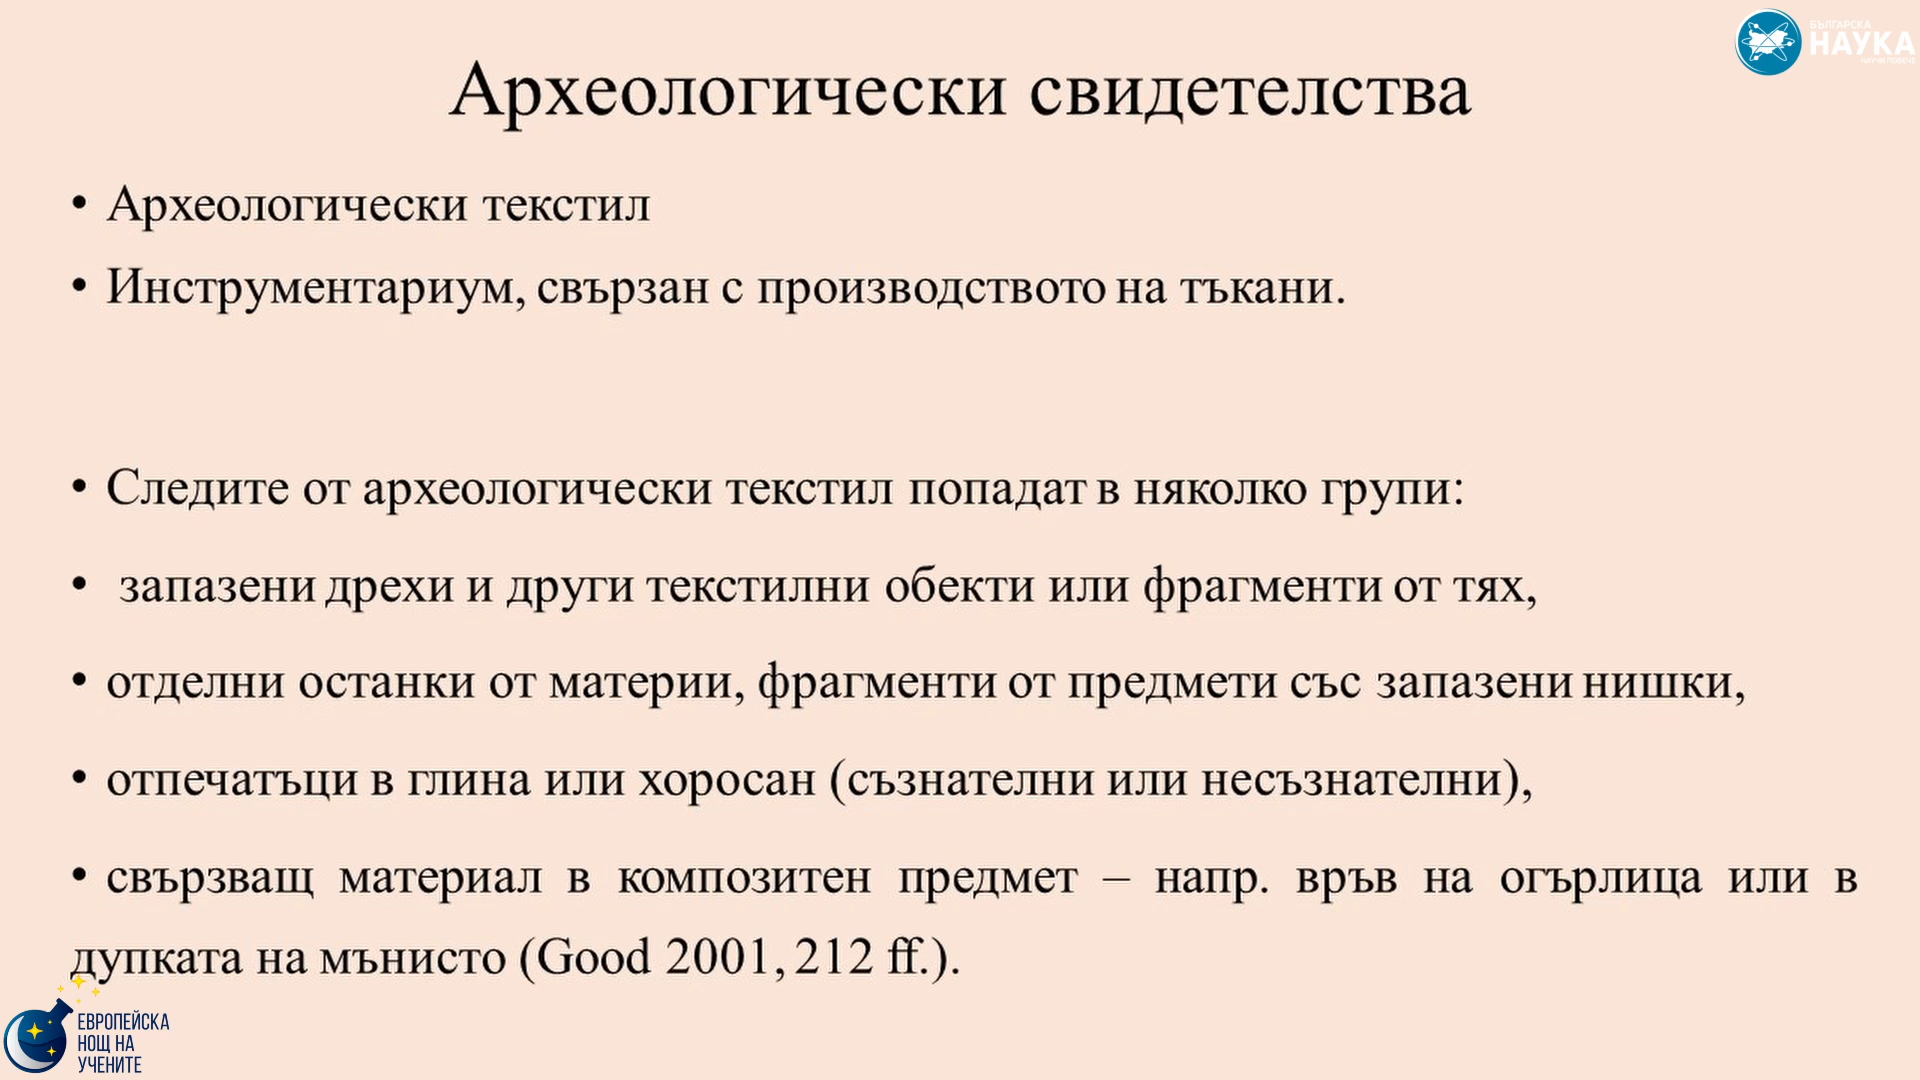 БЪЛГАРСКА
НАУКА
Археологически свидетелства
• Археологически текстил
• Инструментариум, свързан с производството на тъкани.
• Следите от археологически текстил попадат в няколко групи:
• запазени дрехи и други текстилни обекти или фрагменти от тях,
• отделни останки от материи, фрагменти от предмети със запазени нишки,
• отпечатъци в глина или хоросан (съзнателни или несъзнателни),
• свързващ материал в композитен предмет – напр. връв на огърлица или в
дупката на мънисто (Good 2001, 212 ff.).
ЕВРОПЕЙСКА
НОЩ НА
УЧЕНИТЕ